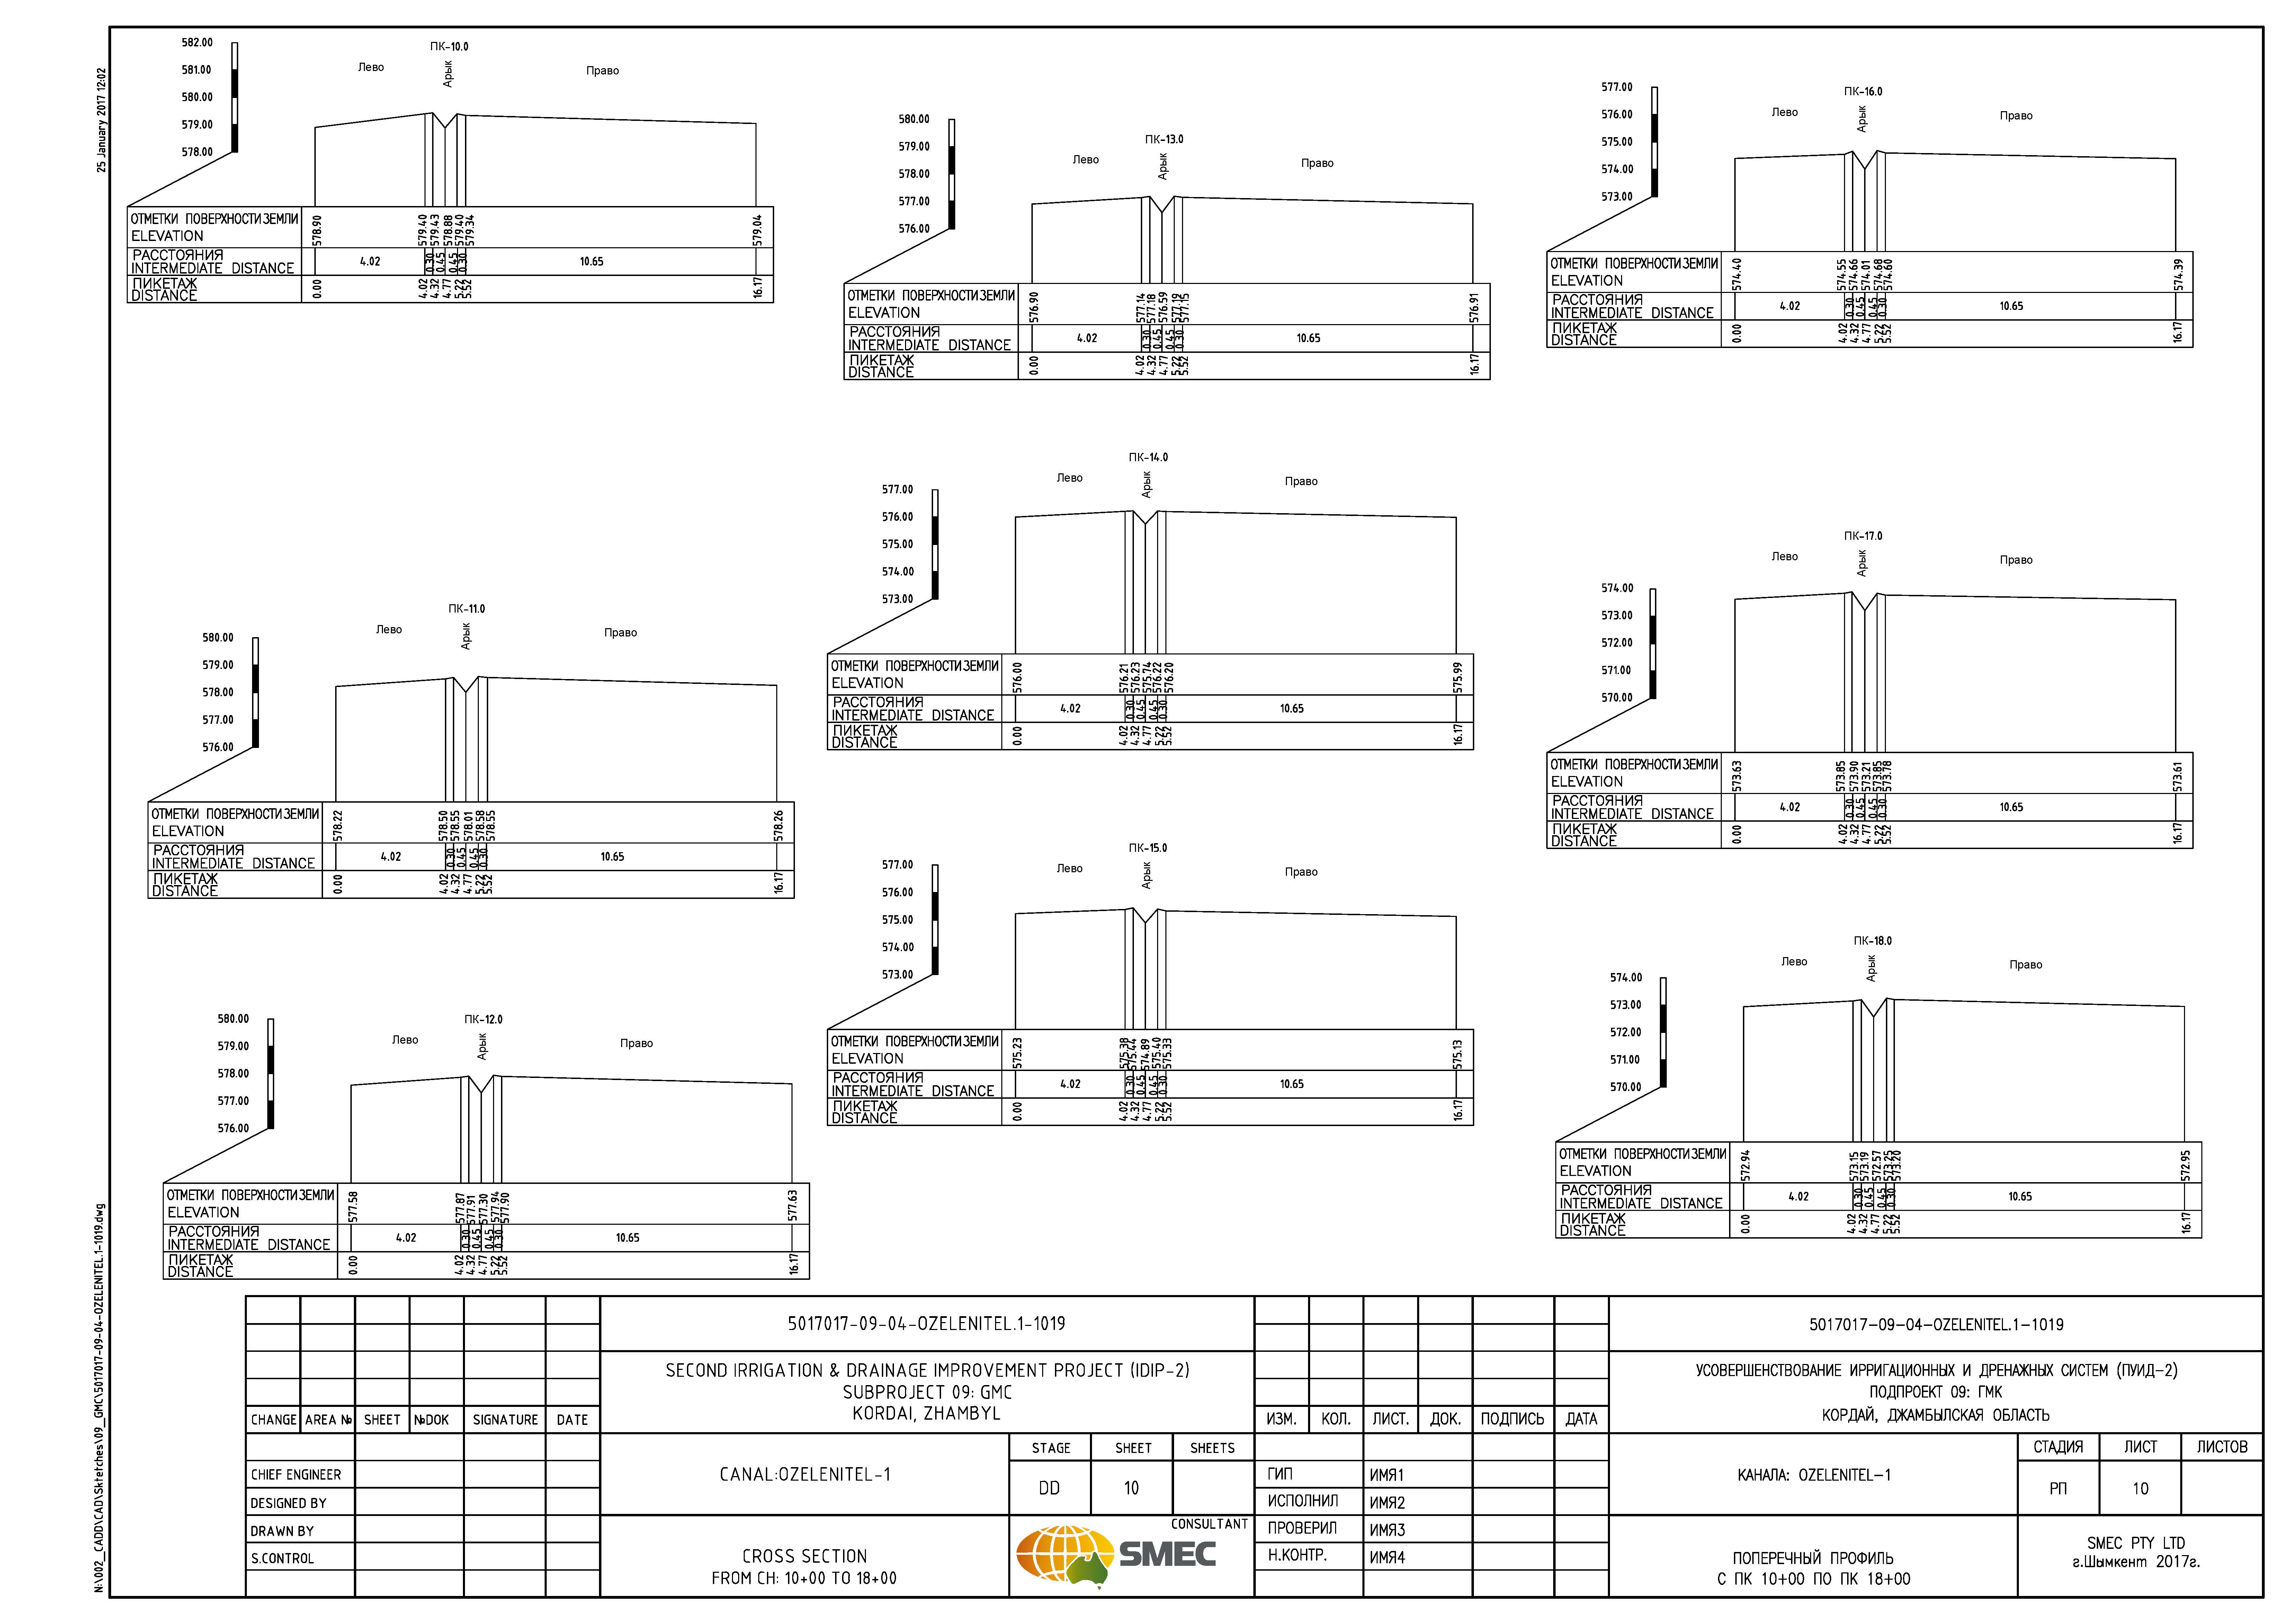 25 January 2017 12:02
N:\002_CADD\CAD\Sktetches\09_GMC\5017017-09-04-OZELENITEL.1-1019.dwg
ПК-10.0
Лево
Арык
Право
582.00
581.00
580.00
579.00
578.00
ОТМЕТКИ ПОВЕРХНОСТИ ЗЕМЛИ
ELEVATION
578.90 579.40 579.43 578.88 579.40 579.34 579.04
РАССТОЯНИЯ
INTERMEDIATE DISTANCE
4.02 0.30 0.45 0.45 0.30 10.65
ПИКЕТАЖ
DISTANCE
0.00 4.02 4.32 4.77 5.22 5.52 16.17
ПК-11.0
Лево
Арык
Право
580.00
579.00
578.00
577.00
576.00
ОТМЕТКИ ПОВЕРХНОСТИ ЗЕМЛИ
ELEVATION
578.22 578.50 578.55 578.01 578.58 578.55 578.26
РАССТОЯНИЯ
INTERMEDIATE DISTANCE
4.02 0.30 0.45 0.45 0.30 10.65
ПИКЕТАЖ
DISTANCE
0.00 4.02 4.32 4.77 5.22 5.52 16.17
ПК-12.0
Лево
Арык
Право
580.00
579.00
578.00
577.00
576.00
ОТМЕТКИ ПОВЕРХНОСТИ ЗЕМЛИ
ELEVATION
577.58 577.87 577.91 577.30 577.94 577.90 577.63
РАССТОЯНИЯ
INTERMEDIATE DISTANCE
4.02 0.30 0.45 0.45 0.30 10.65
ПИКЕТАЖ
DISTANCE
0.00 4.02 4.32 4.77 5.22 5.52 16.17
ПК-13.0
Лево
Арык
Право
580.00
579.00
578.00
577.00
576.00
ОТМЕТКИ ПОВЕРХНОСТИ ЗЕМЛИ
ELEVATION
576.90 577.14 577.18 576.59 577.19 577.15 576.91
РАССТОЯНИЯ
INTERMEDIATE DISTANCE
4.02 0.30 0.45 0.45 0.30 10.65
ПИКЕТАЖ
DISTANCE
0.00 4.02 4.32 4.77 5.22 5.52 16.17
ПК-14.0
Лево
Арык
Право
577.00
576.00
575.00
574.00
573.00
ОТМЕТКИ ПОВЕРХНОСТИ ЗЕМЛИ
ELEVATION
576.00 576.21 576.23 575.74 576.22 576.20 575.99
РАССТОЯНИЯ
INTERMEDIATE DISTANCE
4.02 0.30 0.45 0.45 0.30 10.65
ПИКЕТАЖ
DISTANCE
0.00 4.02 4.32 4.77 5.22 5.52 16.17
ПК-15.0
Лево
Арык
Право
577.00
576.00
575.00
574.00
573.00
ОТМЕТКИ ПОВЕРХНОСТИ ЗЕМЛИ
ELEVATION
575.23 575.38 575.44 574.89 575.40 575.33 575.13
РАССТОЯНИЯ
INTERMEDIATE DISTANCE
4.02 0.30 0.45 0.45 0.30 10.65
ПИКЕТАЖ
DISTANCE
0.00 4.02 4.32 4.77 5.22 5.52 16.17
ПК-16.0
Лево
Арык
Право
577.00
576.00
575.00
574.00
573.00
ОТМЕТКИ ПОВЕРХНОСТИ ЗЕМЛИ
ELEVATION
574.40 574.55 574.66 574.01 574.68 574.60 574.39
РАССТОЯНИЯ
INTERMEDIATE DISTANCE
4.02 0.30 0.45 0.45 0.30 10.65
ПИКЕТАЖ
DISTANCE
0.00 4.02 4.32 4.77 5.22 5.52 16.17
ПК-17.0
Лево
Арык
Право
574.00
573.00
572.00
571.00
570.00
ОТМЕТКИ ПОВЕРХНОСТИ ЗЕМЛИ
ELEVATION
573.63 573.85 573.90 573.21 573.85 573.78 573.61
РАССТОЯНИЯ
INTERMEDIATE DISTANCE
4.02 0.30 0.45 0.45 0.30 10.65
ПИКЕТАЖ
DISTANCE
0.00 4.02 4.32 4.77 5.22 5.52 16.17
ПК-18.0
Лево
Арык
Право
574.00
573.00
572.00
571.00
570.00
ОТМЕТКИ ПОВЕРХНОСТИ ЗЕМЛИ
ELEVATION
572.94 573.15 573.19 572.57 573.25 573.20 572.95
РАССТОЯНИЯ
INTERMEDIATE DISTANCE
4.02 0.30 0.45 0.45 0.30 10.65
ПИКЕТАЖ
DISTANCE
0.00 4.02 4.32 4.77 5.22 5.52 16.17
CHANGE AREA № SHEET №DOK SIGNATURE DATE
CHIEF ENGINEER
DESIGNED BY
DRAWN BY
S.CONTROL
5017017-09-04-OZELENITEL.1-1019
SECOND IRRIGATION & DRAINAGE IMPROVEMENT PROJECT (IDIP-2)
SUBPROJECT 09: GMC
KORDAI, ZHAMBYL
CANAL:OZELENITEL-1
STAGE SHEET SHEETS
DD 10
CROSS SECTION
FROM CH: 10+00 TO 18+00
CONSULTANT
SMEC
ИЗМ. КОЛ. ЛИСТ. ДОК. ПОДПИСЬ ДАТА
ГИП ИМЯ1
ИСПОЛНИЛ ИМЯ2
ПРОВЕРИЛ ИМЯ3
Н.КОНТР. ИМЯ4
5017017-09-04-OZELENITEL.1-1019
УСОВЕРШЕНСТВОВАНИЕ ИРРИГАЦИОННЫХ И ДРЕНАЖНЫХ СИСТЕМ (ПУИД-2)
ПОДПРОЕКТ 09: ГМК
КОРДАЙ, ДЖАМБЫЛСКАЯ ОБЛАСТЬ
КАНАЛА: OZELENITEL-1
СТАДИЯ ЛИСТ ЛИСТОВ
РП 10
ПОПЕРЕЧНЫЙ ПРОФИЛЬ
С ПК 10+00 ПО ПК 18+00
SMEC PTY LTD
г.Шымкент 2017г.